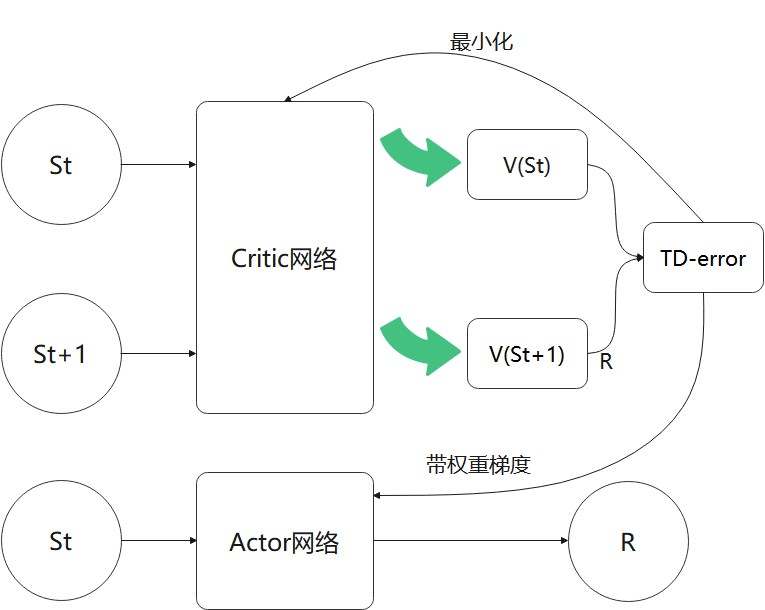 最小化
St
V(St)
Critic网络
TD-error
St+1
V(St+1)
R
带权重梯度
St
Actor网络
R